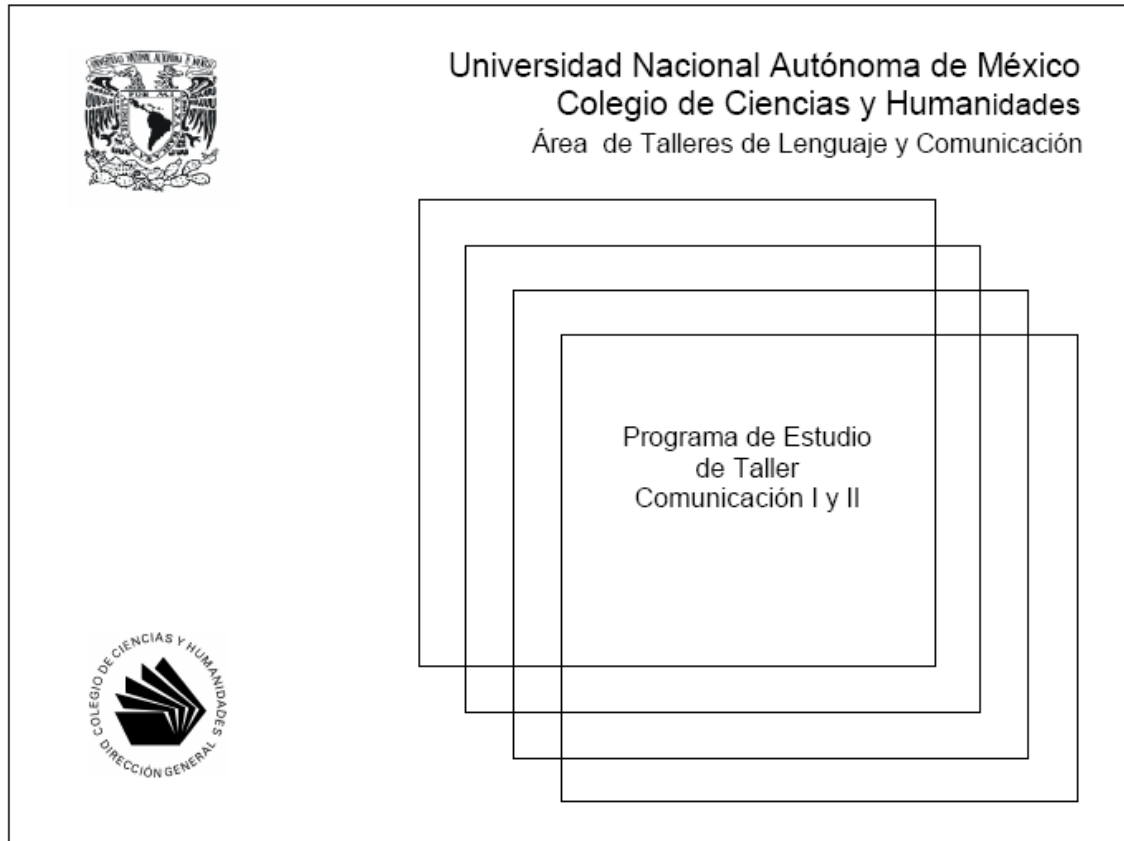 Universidad Nacional Autónoma de México
Colegio de Ciencias y Humanidades
Área de Talleres de Lenguaje y Comunicación
Programa de Estudio
de Taller
Comunicación I y II
COLEGIO DE CIENCIAS Y HUMANIDADES
DIRECCIÓN GENERAL